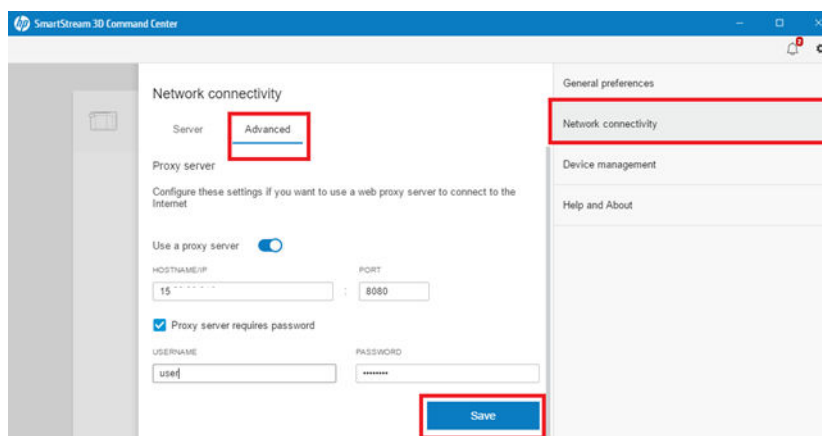 hp SmartStream 3D Command Center
2
Network connectivity
Server Advanced
Proxy server
Configure these settings if you want to use a web proxy server to connect to the
Internet
Use a proxy server
HOSTNAME/IP PORT
15 : 8080
Proxy server requires password
USERNAME PASSWORD
user ••••••••
Save
General preferences
Network connectivity
Device management
Help and About